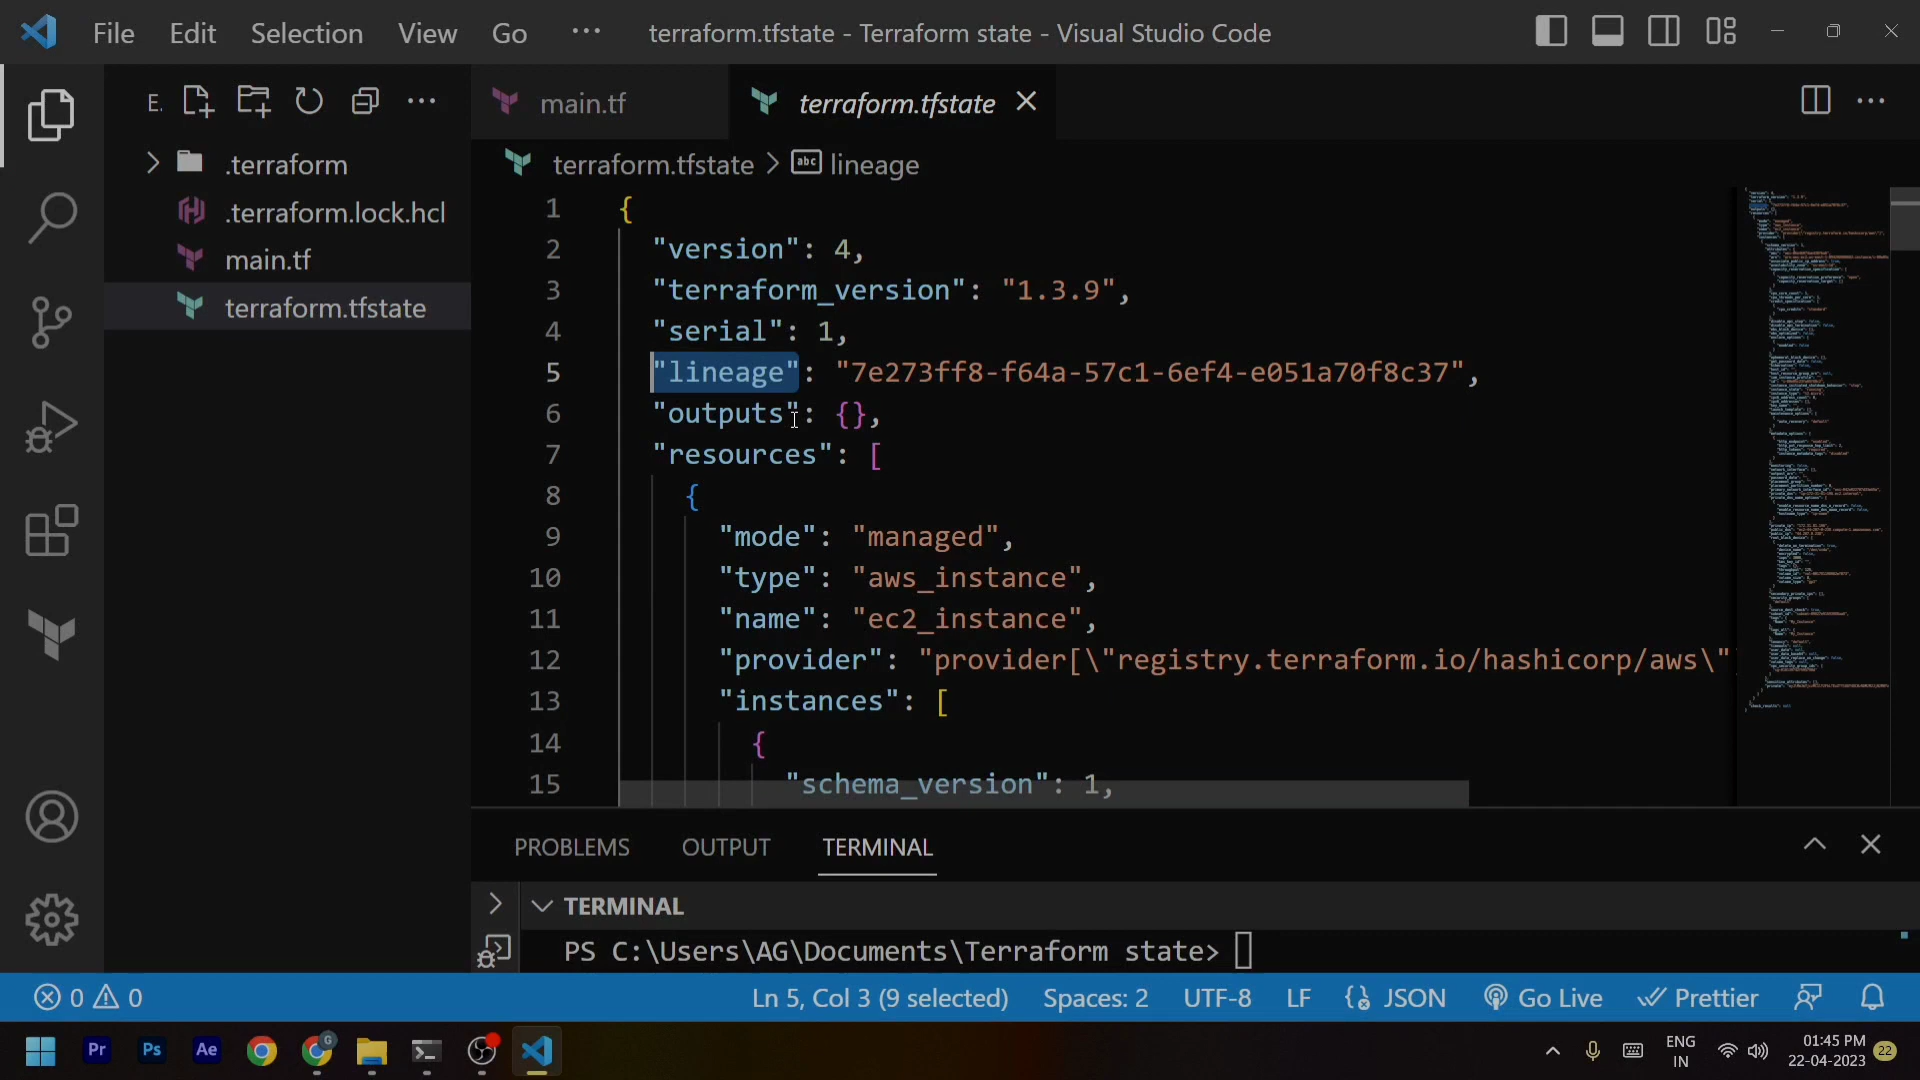 File Edit Selection View Go ··· terraform.tfstate - Terraform state - Visual Studio Code
E.
main.tf
terraform.tfstate
.terraform
.terraform.lock.hcl
main.tf
terraform.tfstate
terraform.tfstate > abc lineage
1 {
2 "version": 4,
3 "terraform_version": "1.3.9",
4 "serial": 1,
5 "lineage": "7e273ff8-f64a-57c1-6ef4-e051a70f8c37",
6 "outputs": {},
7 "resources": [
8 {
9 "mode": "managed",
10 "type": "aws_instance",
11 "name": "ec2_instance",
12 "provider": "provider[\"registry.terraform.io/hashicorp/aws\"
13 "instances": [
14 {
15 "schema_version": 1,
PROBLEMS OUTPUT TERMINAL
TERMINAL
PS C:\Users\AG\Documents\Terraform state>
0 0 Ln 5, Col 3 (9 selected) Spaces: 2 UTF-8 LF {} JSON Go Live Prettier
Pr Ps Ae G
ENG
IN
01:45 PM
22-04-2023
22